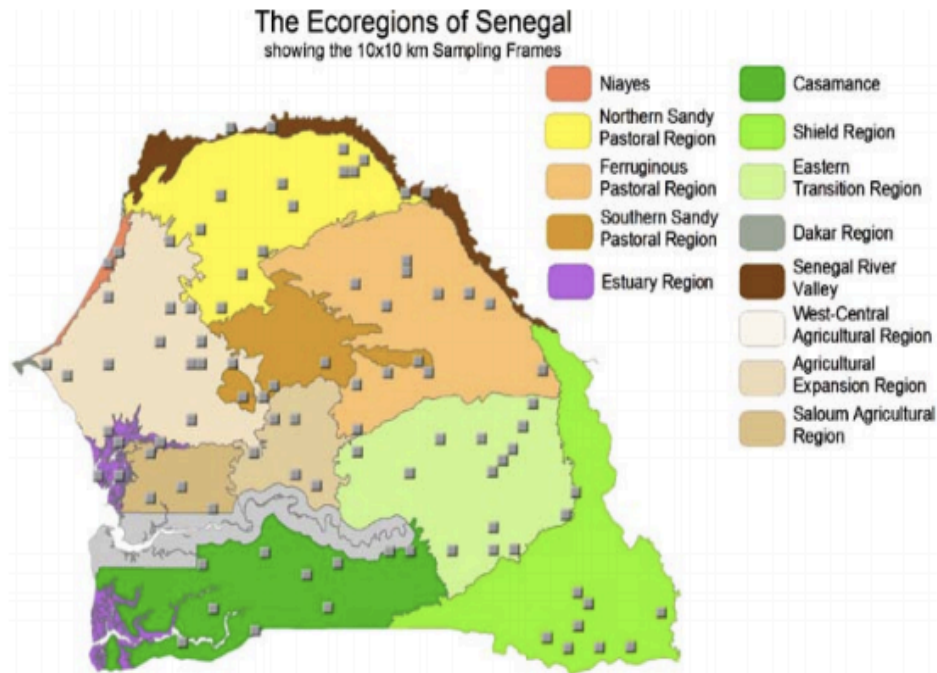 The Ecoregions of Senegal
showing the 10x10 km Sampling Frames
Niayes
Northern Sandy
Pastoral Region
Ferruginous
Pastoral Region
Southern Sandy
Pastoral Region
Estuary Region
Casamance
Shield Region
Eastern
Transition Region
Dakar Region
Senegal River
Valley
West-Central
Agricultural Region
Agricultural
Expansion Region
Saloum Agricultural
Region